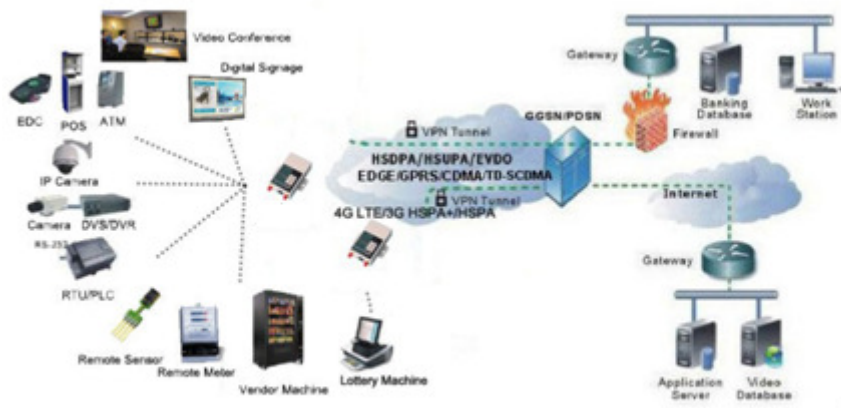 Video Conference
Digital Signage
EDC
POS
ATM
IP Camera
Camera
DVS/DVR
RTU/PLC
Remote Sensor
Remote Meter
Vendor Machine
Lottery Machine
VPN Tunnel
GGSN/PDSN
HSDPA/HSUPA/EVDO
EDGE/GPRS/CDMA/TD-SCDMA
VPN Tunnel
4G LTE/3G HSPA+/HSPA
Gateway
Firewall
Banking
Database
Work
Station
Internet
Gateway
Application
Server
Video
Database